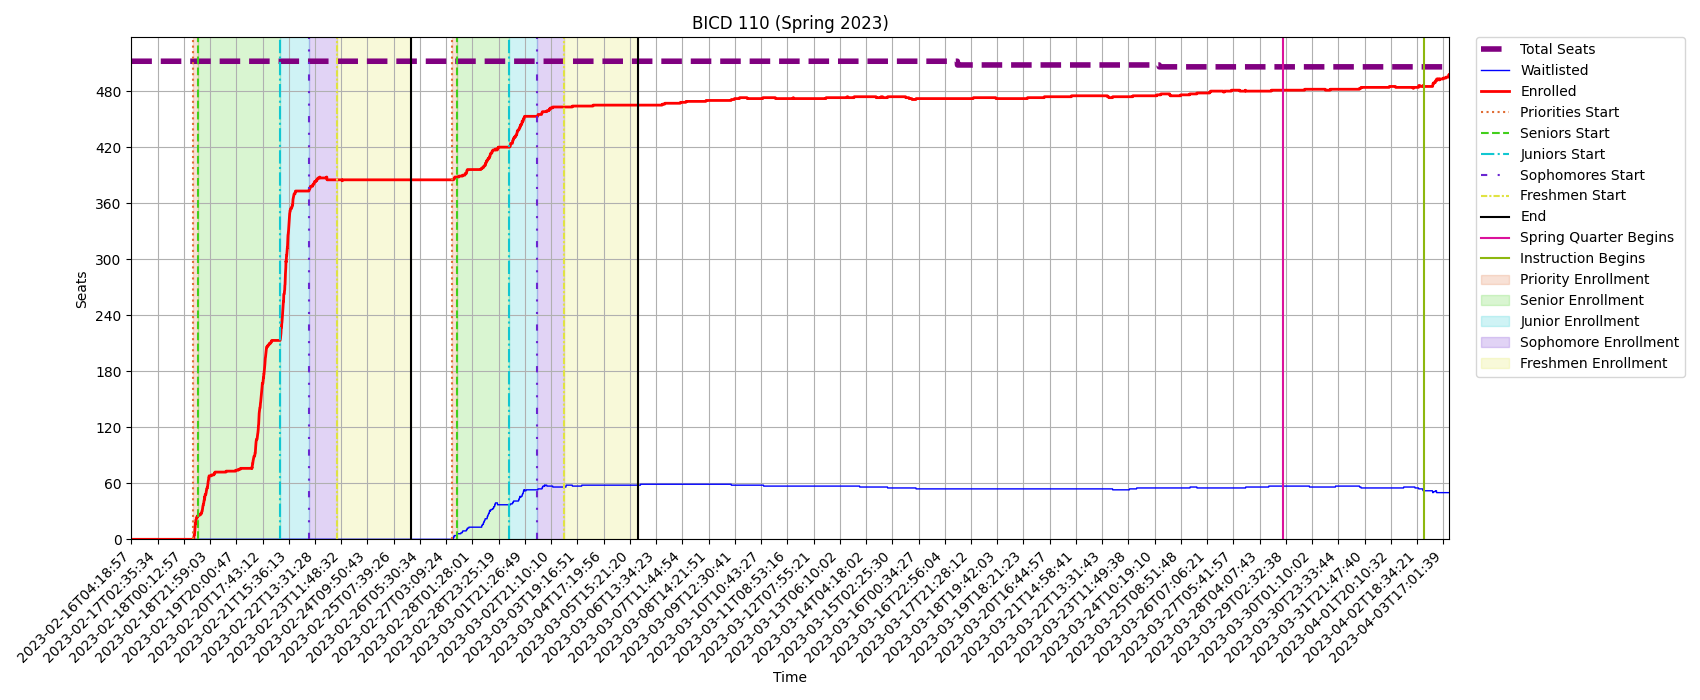 BICD 110 (Spring 2023)
Seats
480
420
360
300
240
180
120
60
0
2023-02-16T04:18:57
2023-02-17T02:35:34
2023-02-18T00:12:57
2023-02-18T21:59:03
2023-02-19T20:00:47
2023-02-20T17:43:12
2023-02-21T15:36:13
2023-02-22T13:31:28
2023-02-23T11:48:32
2023-02-24T09:50:43
2023-02-25T07:39:26
2023-02-26T05:30:34
2023-02-27T03:09:24
2023-02-28T01:28:01
2023-02-28T23:25:19
2023-03-01T21:26:49
2023-03-02T21:10:10
2023-03-03T19:16:51
2023-03-04T17:19:56
2023-03-05T15:21:20
2023-03-06T13:34:23
2023-03-07T11:44:54
2023-03-08T14:21:51
2023-03-09T12:30:41
2023-03-10T10:43:27
2023-03-11T08:53:16
2023-03-12T07:55:21
2023-03-13T06:10:02
2023-03-14T04:18:02
2023-03-15T02:25:30
2023-03-16T00:34:27
2023-03-16T22:56:04
2023-03-17T21:28:12
2023-03-18T19:42:03
2023-03-19T18:21:23
2023-03-20T16:44:57
2023-03-21T14:58:41
2023-03-22T13:31:43
2023-03-23T11:49:38
2023-03-24T10:19:10
2023-03-25T08:51:48
2023-03-26T07:06:21
2023-03-27T05:41:57
2023-03-28T04:07:43
2023-03-29T02:32:38
2023-03-30T01:10:02
2023-03-30T23:33:44
2023-03-31T21:47:40
2023-04-01T20:10:32
2023-04-02T18:34:21
2023-04-03T17:01:39
Time
Total Seats
Waitlisted
Enrolled
Priorities Start
Seniors Start
Juniors Start
Sophomores Start
Freshmen Start
End
Spring Quarter Begins
Instruction Begins
Priority Enrollment
Senior Enrollment
Junior Enrollment
Sophomore Enrollment
Freshmen Enrollment